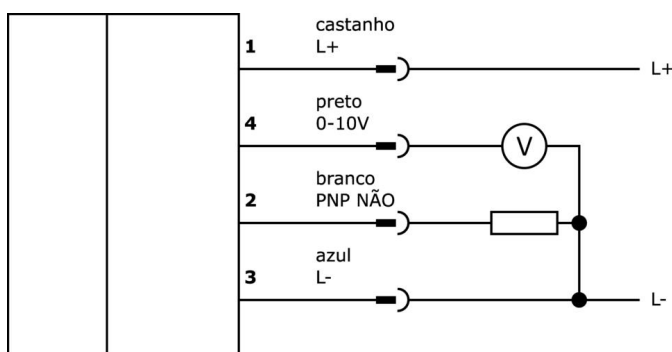 castanho
1 L+ L+
preto
4 0-10V
V
branco
2 PNP NÃO
azul
3 L- L-